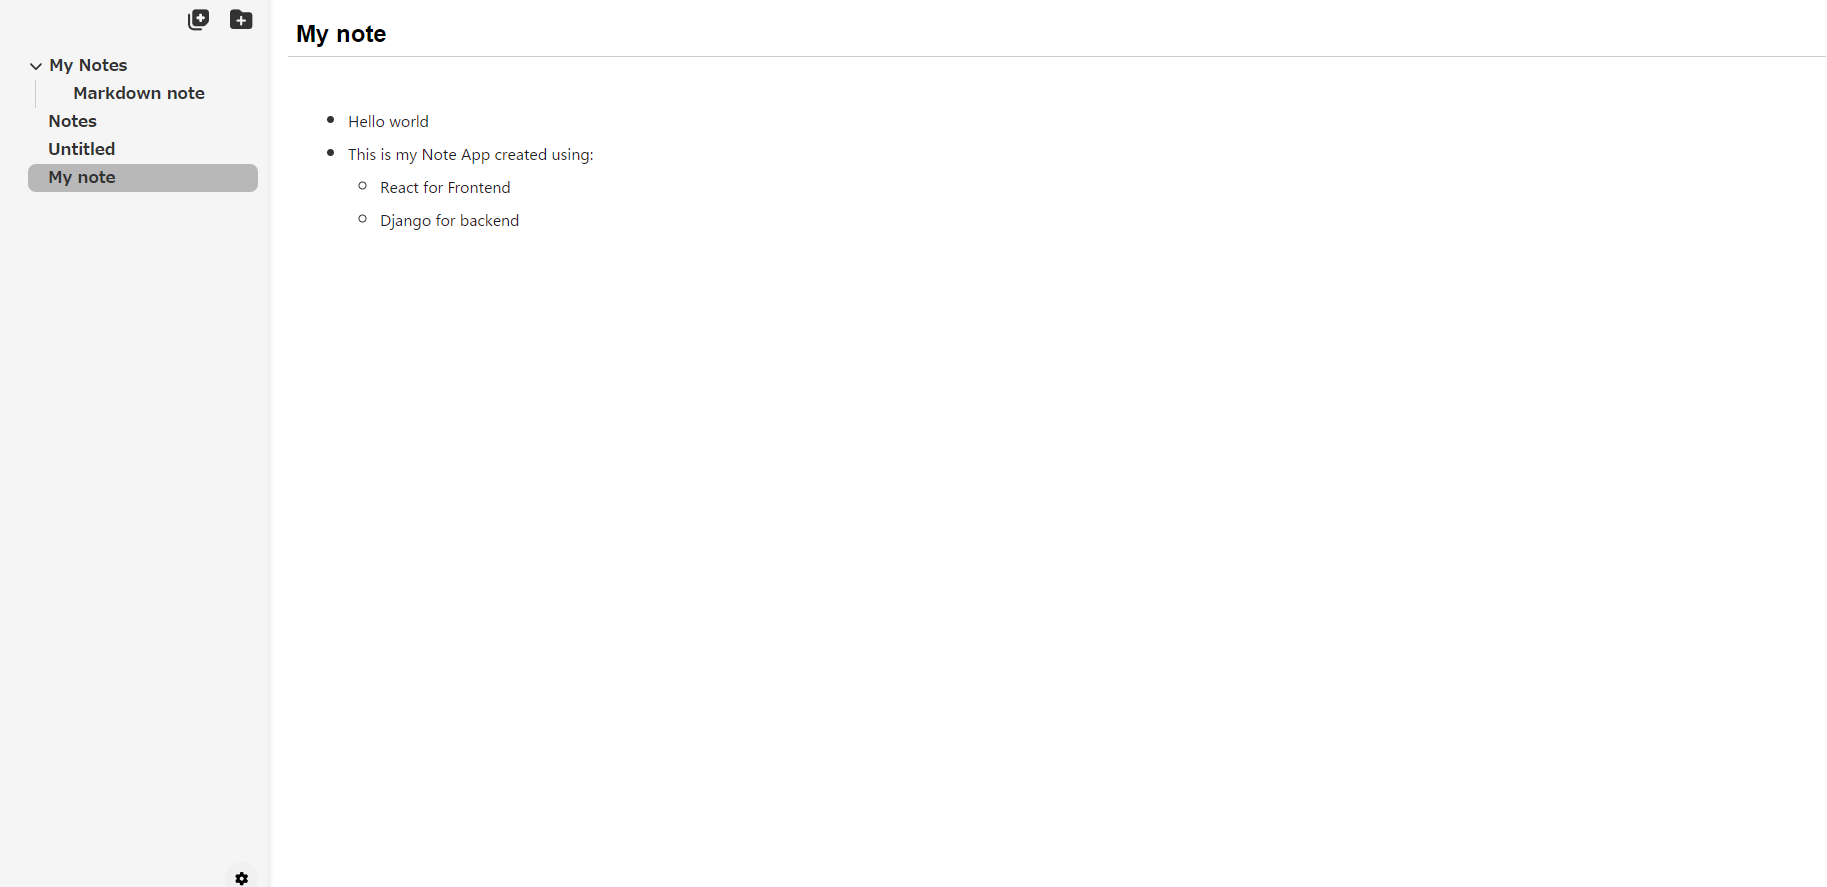 My Notes
Markdown note
Notes
Untitled
My note
My note
Hello world
This is my Note App created using:
React for Frontend
Django for backend